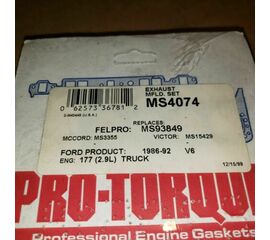 EXHAUST
MFLD. SET
MS4074
0 62573 36781 2
REPLACES:
FELPRO: MS93849
MCCORD: MS3355 VICTOR: MS15429
FORD PRODUCT: 1986-92 V6
ENG: 177 (2.9L) TRUCK
12/15/99
PRO-TORQUE
Professional Engine Gaskets